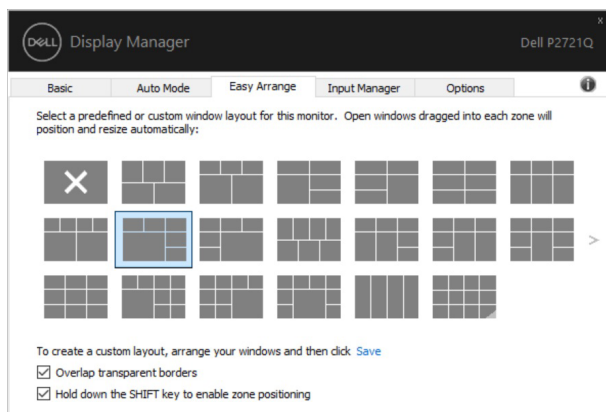 x
DELL Display Manager Dell P2721Q
Basic Auto Mode Easy Arrange Input Manager Options i
Select a predefined or custom window layout for this monitor. Open windows dragged into each zone will
position and resize automatically:
>
To create a custom layout, arrange your windows and then click Save
Overlap transparent borders
Hold down the SHIFT key to enable zone positioning